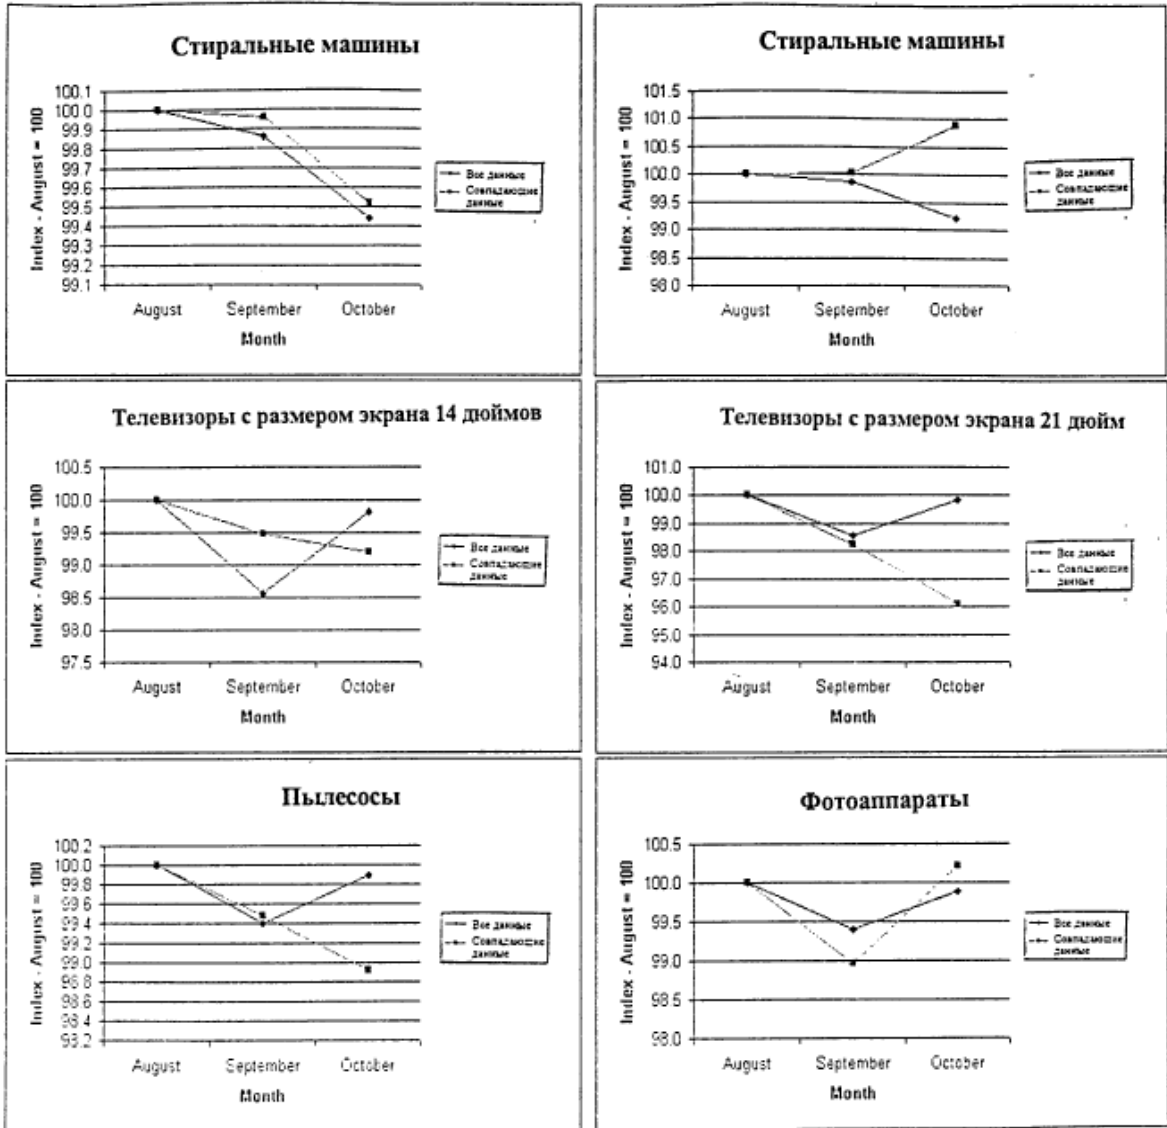 Стиральные машины
100.1
100.0
99.9
99.8
99.7
99.6
99.5
99.4
99.3
99.2
99.1
Index - August = 100
August September October
Month
Все данные
Совпадающие
данные
Стиральные машины
101.5
101.0
100.5
100.0
99.5
99.0
98.5
98.0
Index - August = 100
August September October
Month
Все данные
Совпадающие
данные
Телевизоры с размером экрана 14 дюймов
100.5
100.0
99.5
99.0
98.5
98.0
97.5
Index - August = 100
August September October
Month
Все данные
Совпадающие
данные
Телевизоры с размером экрана 21 дюйм
101.0
100.0
99.0
98.0
97.0
96.0
95.0
94.0
Index - August = 100
August September October
Month
Все данные
Совпадающие
данные
Пылесосы
100.2
100.0
99.8
99.6
99.4
99.2
99.0
98.8
98.6
98.4
98.2
Index - August = 100
August September October
Month
Все данные
Совпадающие
данные
Фотоаппараты
100.5
100.0
99.5
99.0
98.5
98.0
Index - August = 100
August September October
Month
Все данные
Совпадающие
данные